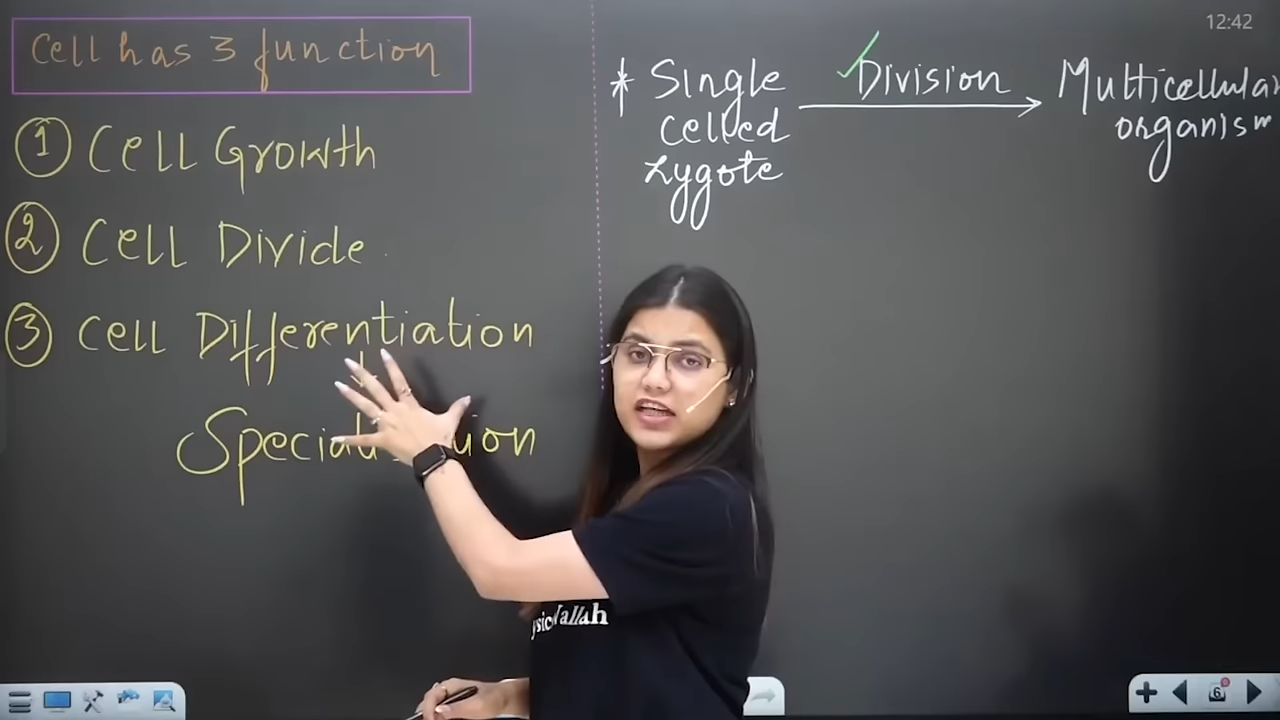 Cell has 3 function
1 Cell Growth
2 Cell Divide
3 Cell Differentiation
12:42
* Single
celled
zygote
Division
Multicellular
organism
6